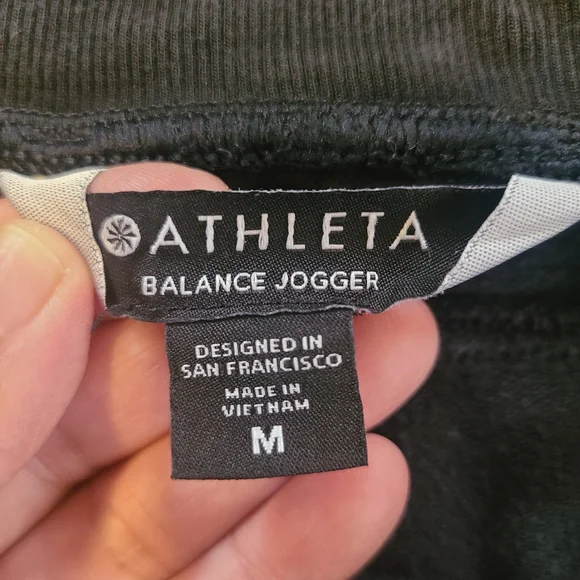 ATHLETA
BALANCE JOGGER
DESIGNED IN
SAN FRANCISCO
MADE IN
VIETNAM
M